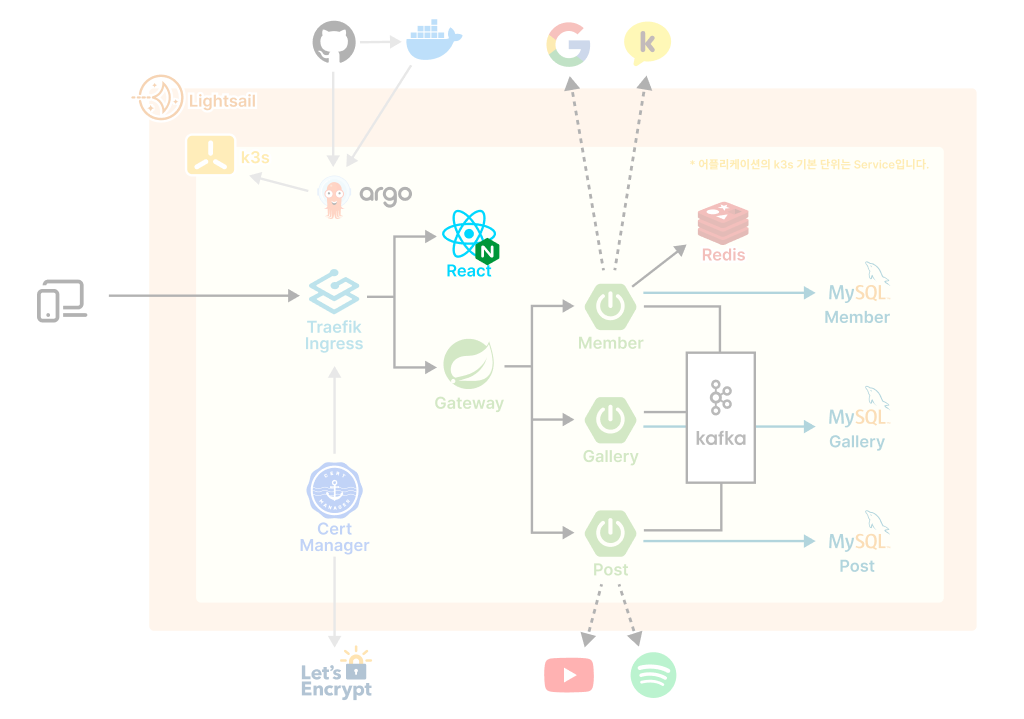 Lightsail
k3s
* 어플리케이션의 k3s 기본 단위는 Service입니다.
argo
React
Redis
Traefik
Ingress
Member
MySQL
Member
Gateway
kafka
Gallery
MySQL
Gallery
CERT
MANAGER
Cert
Manager
Post
MySQL
Post
Let's
Encrypt